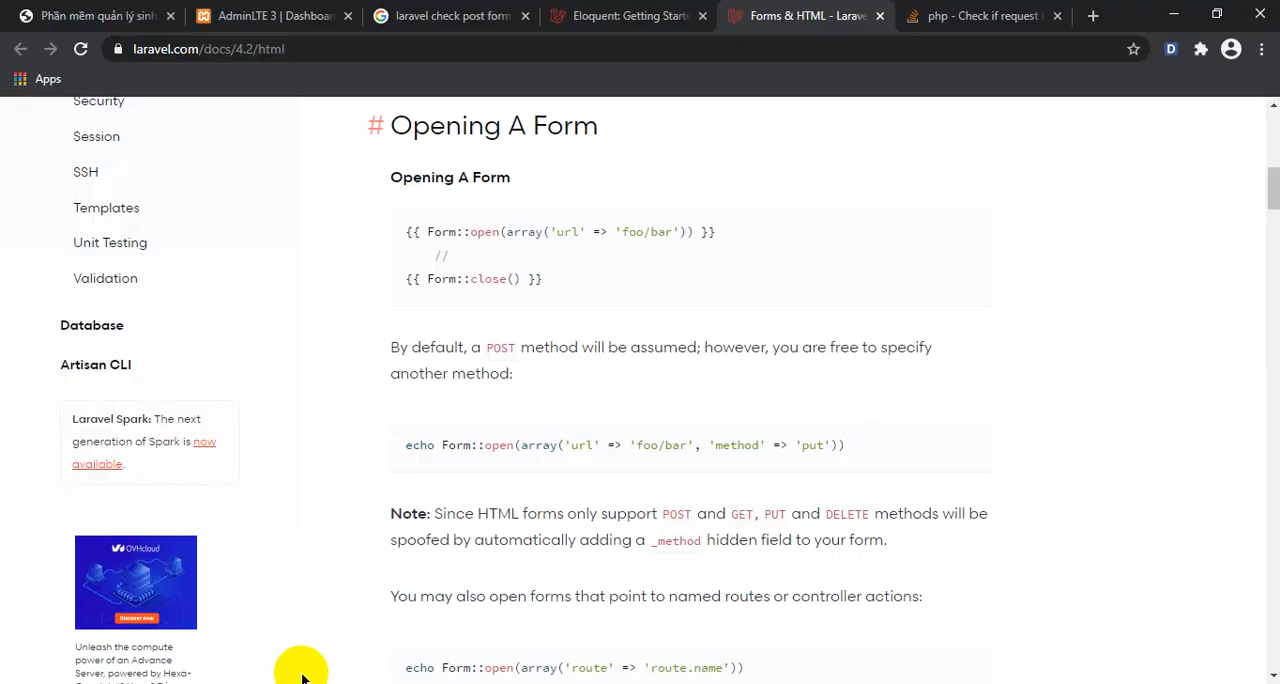 Phần mềm quản lý sinh
AdminLTE 3 | Dashboar
laravel check post form
Eloquent: Getting Starte
Forms & HTML - Larave
php - Check if request i
laravel.com/docs/4.2/html
D
Apps
Security
Session
SSH
Templates
Unit Testing
Validation
Database
Artisan CLI
Laravel Spark: The next
generation of Spark is now
available.
OVHcloud
Discover now
Unleash the compute
power of an Advance
Server, powered by Hexa-
# Opening A Form
Opening A Form
{{ Form::open(array('url' => 'foo/bar')) }}
//
{{ Form::close() }}
By default, a POST method will be assumed; however, you are free to specify
another method:
echo Form::open(array('url' => 'foo/bar', 'method' => 'put'))
Note: Since HTML forms only support POST and GET, PUT and DELETE methods will be
spoofed by automatically adding a _method hidden field to your form.
You may also open forms that point to named routes or controller actions:
echo Form::open(array('route' => 'route.name'))